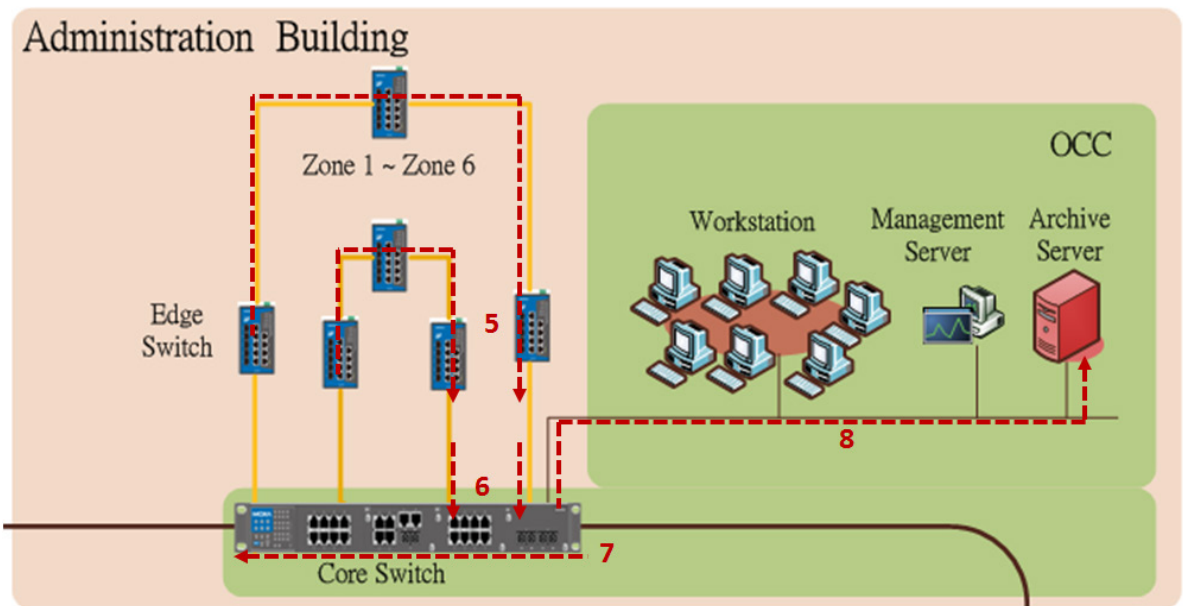 Administration Building
Zone 1 ~ Zone 6
OCC
Workstation
Management
Server
Archive
Server
Edge
Switch
5
8
6
MOXA
7
Core Switch